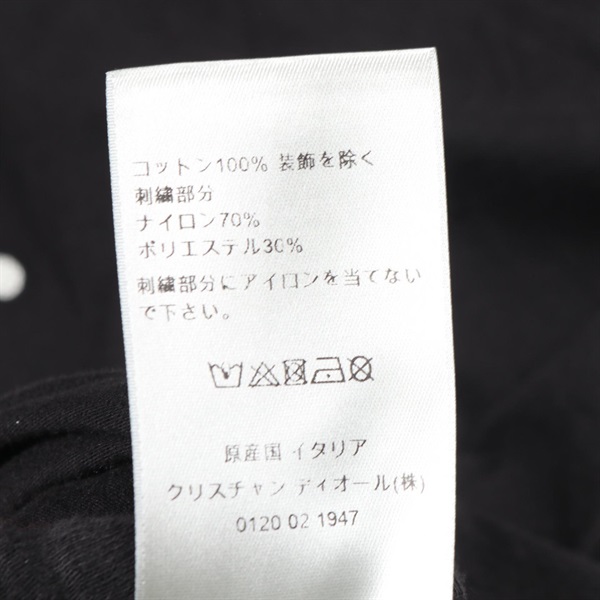 コットン100% 装飾を除く
刺繍部分
ナイロン70%
ポリエステル30%
刺繍部分にアイロンを当てない
で下さい。
原産国 イタリア
クリスチャン ディオール(株)
0120 02 1947